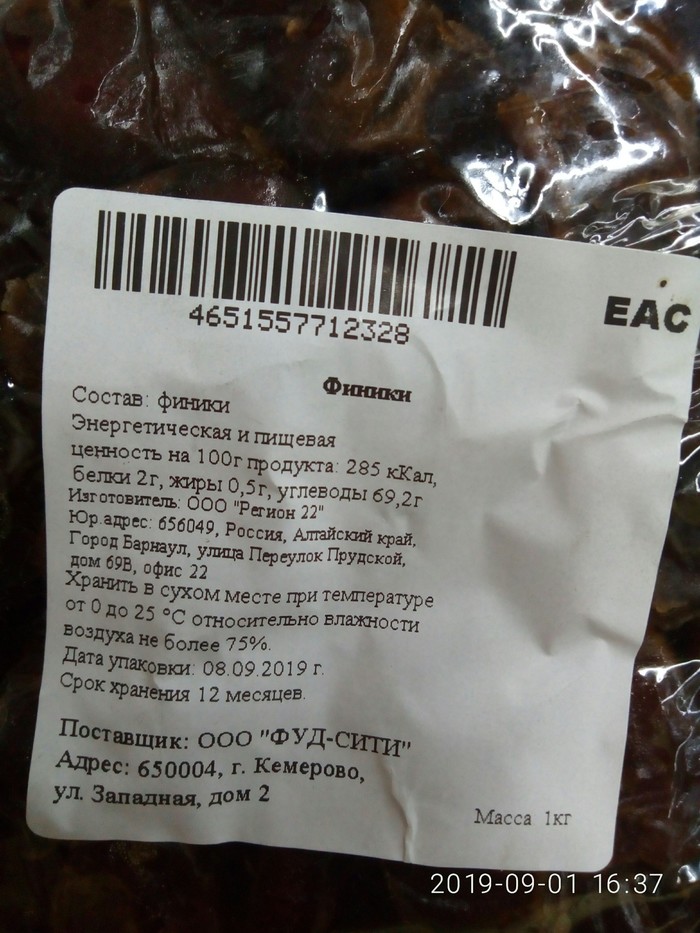 4651557712328
EAC
Финики
Состав: финики
Энергетическая и пищевая
ценность на 100г продукта: 285 кКал,
белки 2г, жиры 0,5г, углеводы 69,2г
Изготовитель: ООО "Регион 22"
Юр.адрес: 656049, Россия, Алтайский край,
Город Барнаул, улица Переулок Прудской,
дом 69В, офис 22
Хранить в сухом месте при температуре
от 0 до 25 °С относительно влажности
воздуха не более 75%.
Дата упаковки: 08.09.2019 г.
Срок хранения 12 месяцев.
Поставщик: ООО "ФУД-СИТИ"
Адрес: 650004, г. Кемерово,
ул. Западная, дом 2
Масса 1кг
2019-09-01 16:37